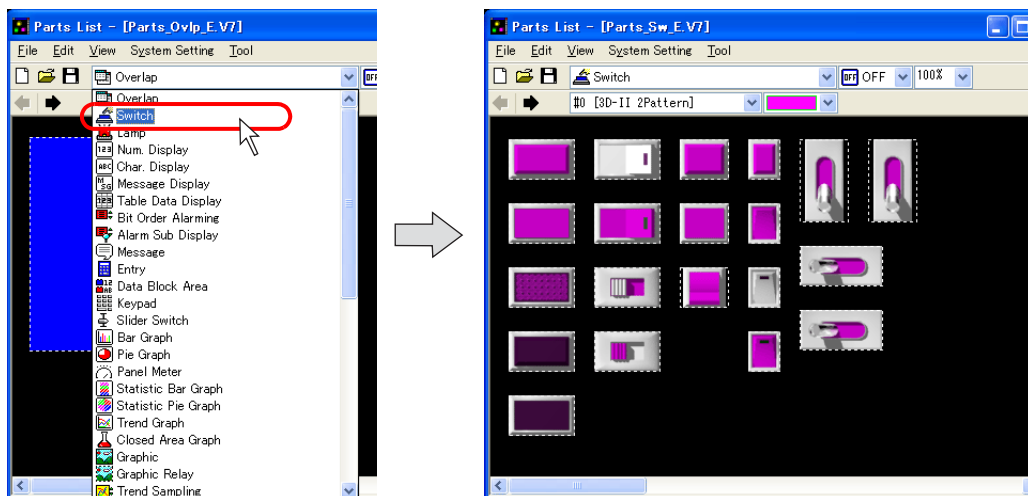 Parts List - [Parts_Ovlp_E.V7]
File Edit View System Setting Tool
Overlap
OFF
Overlap
Switch
Lamp
Num. Display
Char. Display
Message Display
Table Data Display
Bit Order Alarming
Alarm Sub Display
Message
Entry
Data Block Area
Keypad
Slider Switch
Bar Graph
Pie Graph
Panel Meter
Statistic Bar Graph
Statistic Pie Graph
Trend Graph
Closed Area Graph
Graphic
Graphic Relay
Trend Sampling
Parts List - [Parts_Sw_E.V7]
File Edit View System Setting Tool
Switch OFF OFF 100%
#0 [3D-II 2Pattern]